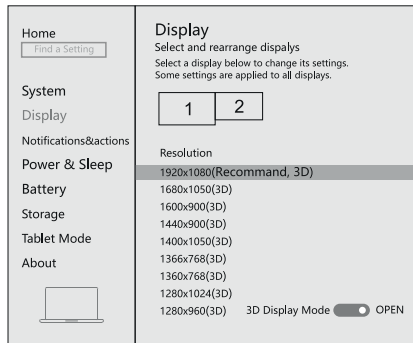 Home
Find a Setting
System
Display
Notifications&actions
Power & Sleep
Battery
Storage
Tablet Mode
About
Display
Select and rearrange dispalys
Select a display below to change its settings.
Some settings are applied to all displays.
1 2
Resolution
1920x1080(Recommand, 3D)
1680x1050(3D)
1600x900(3D)
1440x900(3D)
1400x1050(3D)
1366x768(3D)
1360x768(3D)
1280x1024(3D)
1280x960(3D) 3D Display Mode OPEN